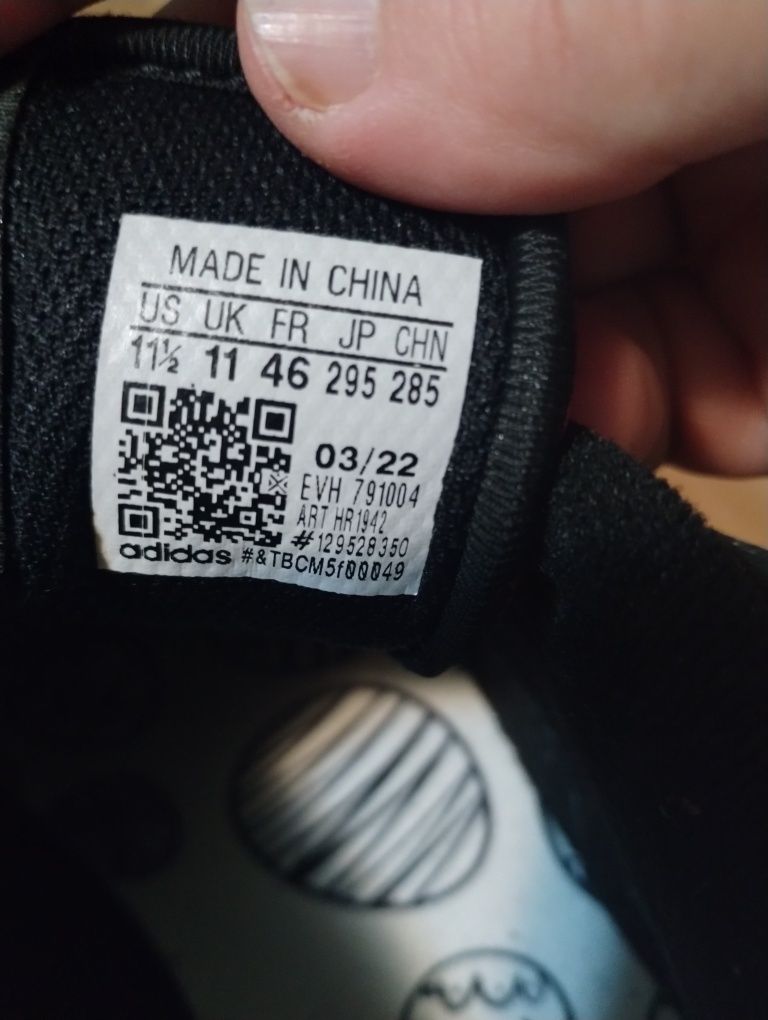 MADE IN CHINA
US UK FR JP CHN
11½ 11 46 295 285
03/22
EVH 791004
ART HR1942
#129528350
adidas #&TBCM5f00049